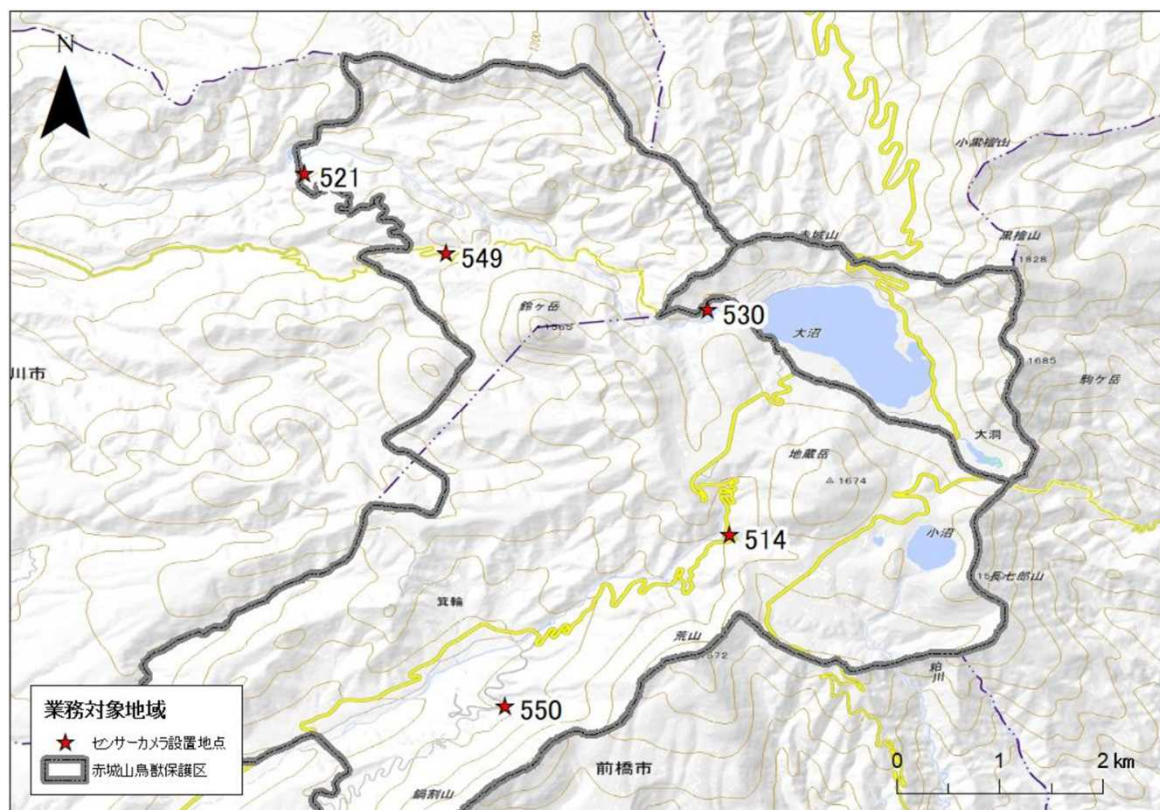 N
1700
小黒檜山
521
赤城山
黒檜山
1828
549
鈴ヶ岳
1565
530
大沼
川市
1685
駒ヶ岳
大洞
地蔵岳
1674
514
小沼
長七郎山
箕輪
荒山
1572
粕川
550
業務対象地域
センサーカメラ設置地点
赤城山鳥獣保護区
前橋市
鍋割山
0 1 2 km